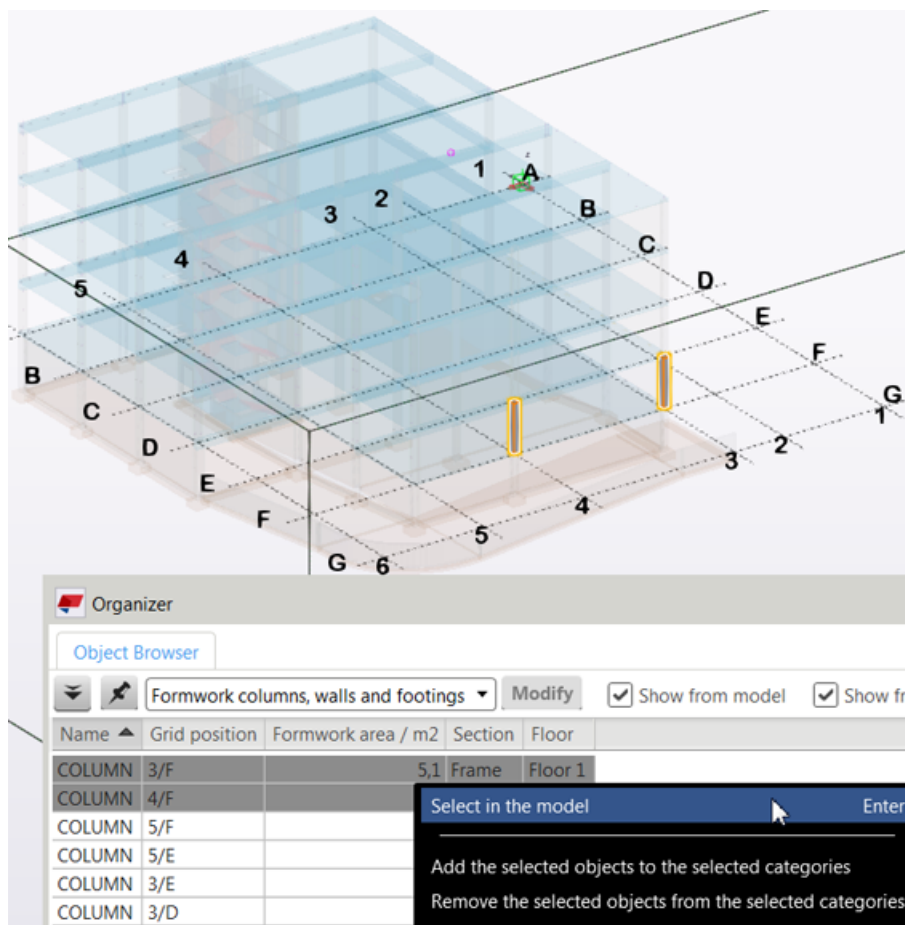 1 A
2 B
3 C
4 D
5 E
B F
C G
D 1
E 2
F 3
G 4
6 5
z
Organizer
Object Browser
Formwork columns, walls and footings Modify Show from model Show fr
Name Grid position Formwork area / m2 Section Floor
COLUMN 3/F 5,1 Frame Floor 1
COLUMN 4/F
Select in the model Enter
COLUMN 5/F
COLUMN 5/E
Add the selected objects to the selected categories
COLUMN 3/E
Remove the selected objects from the selected categories
COLUMN 3/D